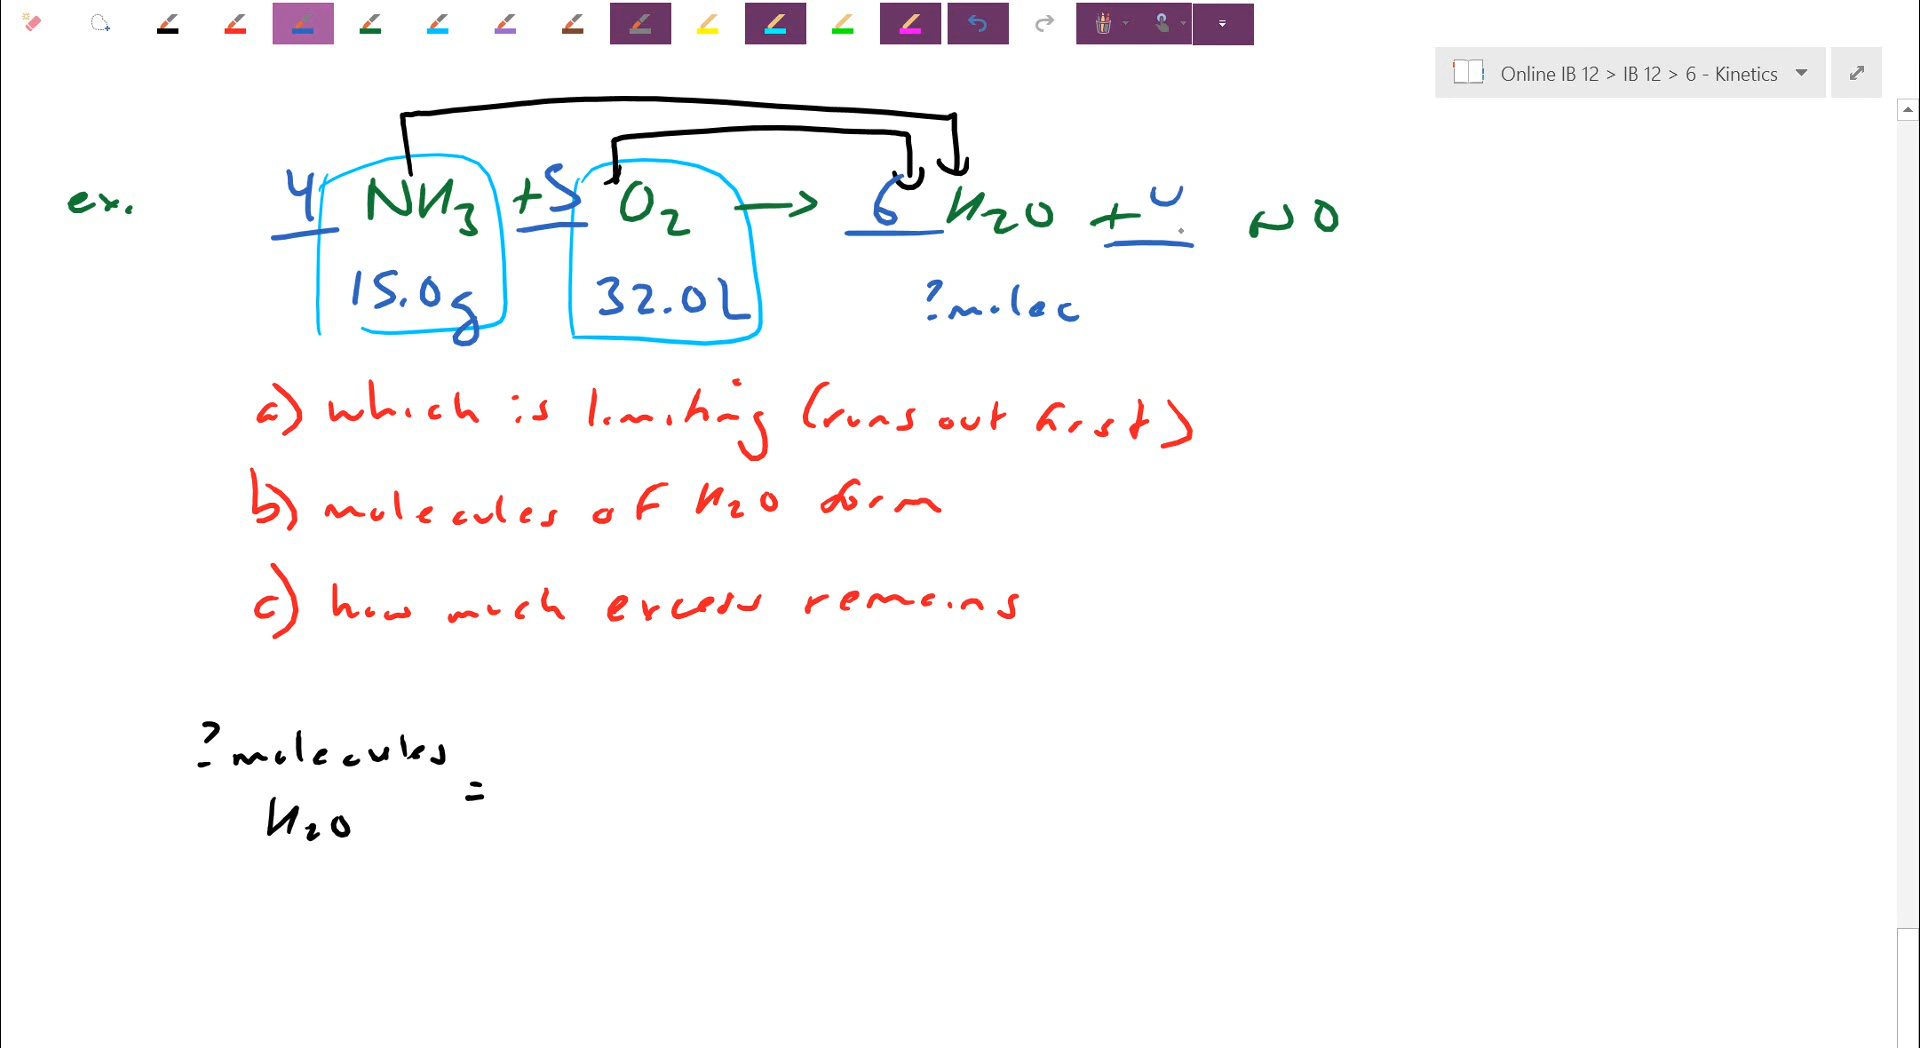 Online IB 12 > IB 12 > 6 - Kinetics
ex. 4 NH3 + 5 O2 → 6 H2O + NO
15.0g 32.0L ?molec
a) which is limiting (runs out first)
b) molecules of H2O form
c) how much excess remains
? molecules
H2O =